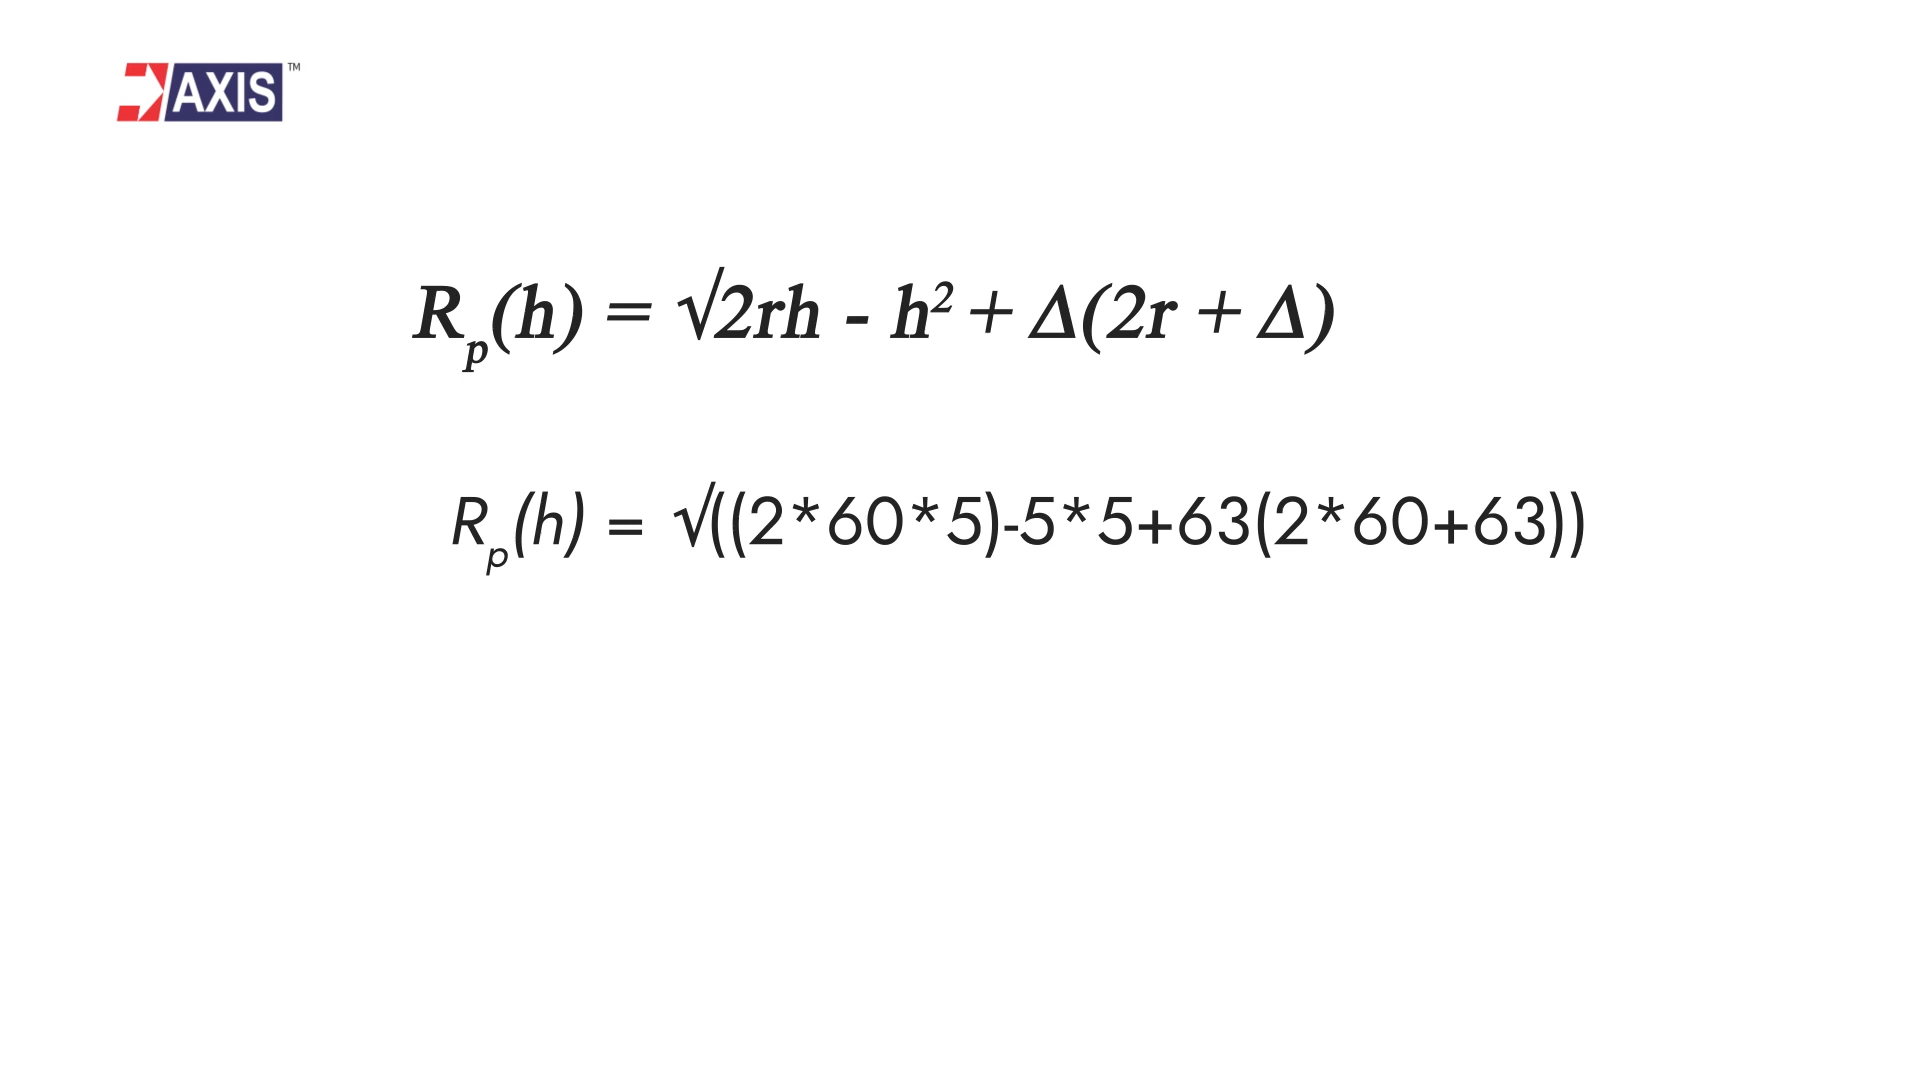 AXIS™
Rₚ(h) = √2rh - h² + Δ(2r + Δ)
Rₚ(h) = √((2*60*5)-5*5+63(2*60+63))